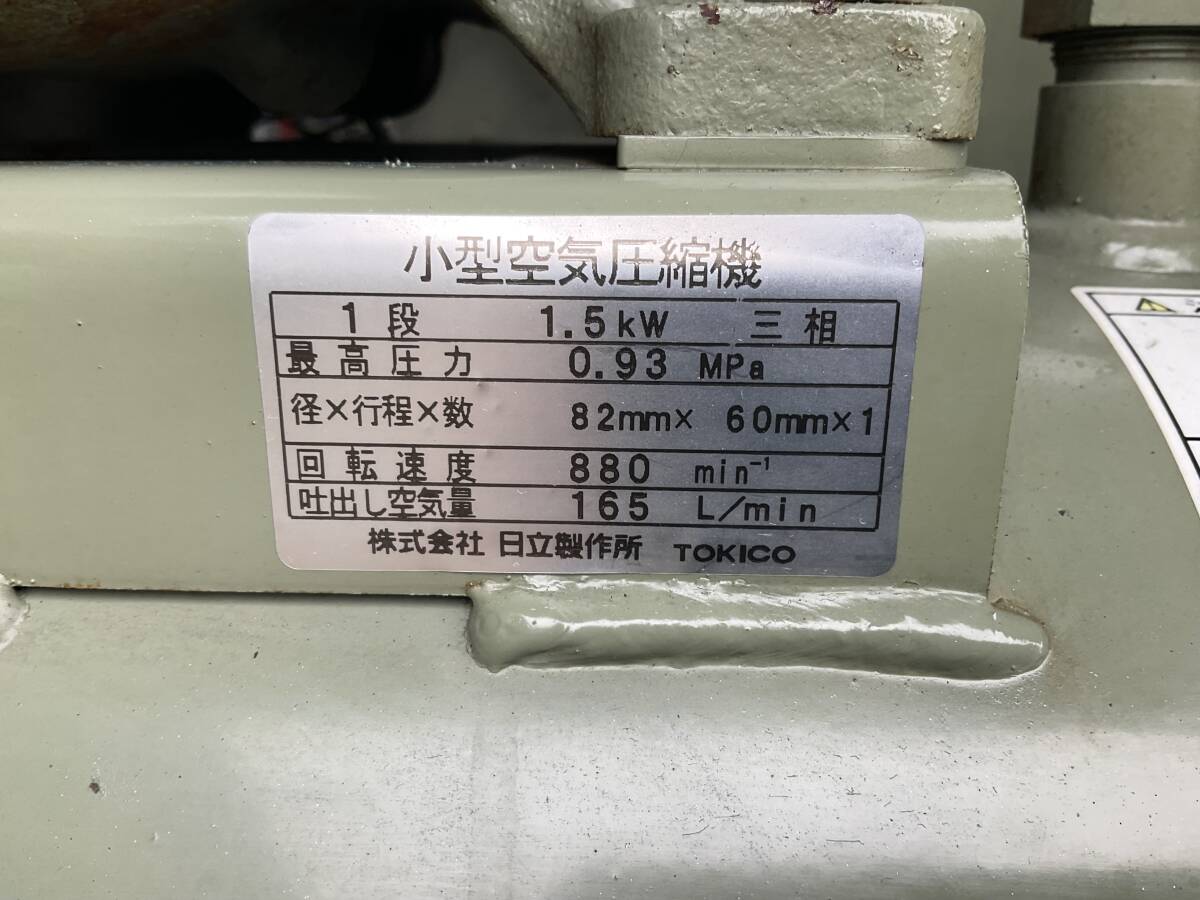 小型空気圧縮機
1段 1.5kW 三相
最高圧力 0.93 MPa
径×行程×数 82mm× 60mm×1
回転速度 880 min⁻¹
吐出し空気量 165 L/min
株式会社 日立製作所 TOKICO